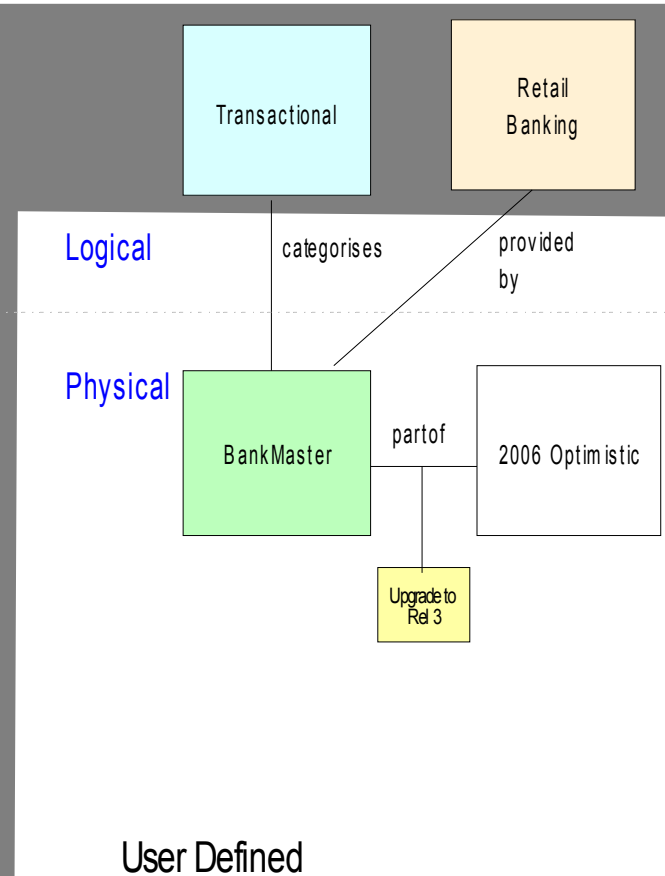 Transactional
Retail
Banking
Logical
categorises
provided
by
Physical
BankMaster
partof
2006 Optimistic
Upgrade to
Rel 3
User Defined